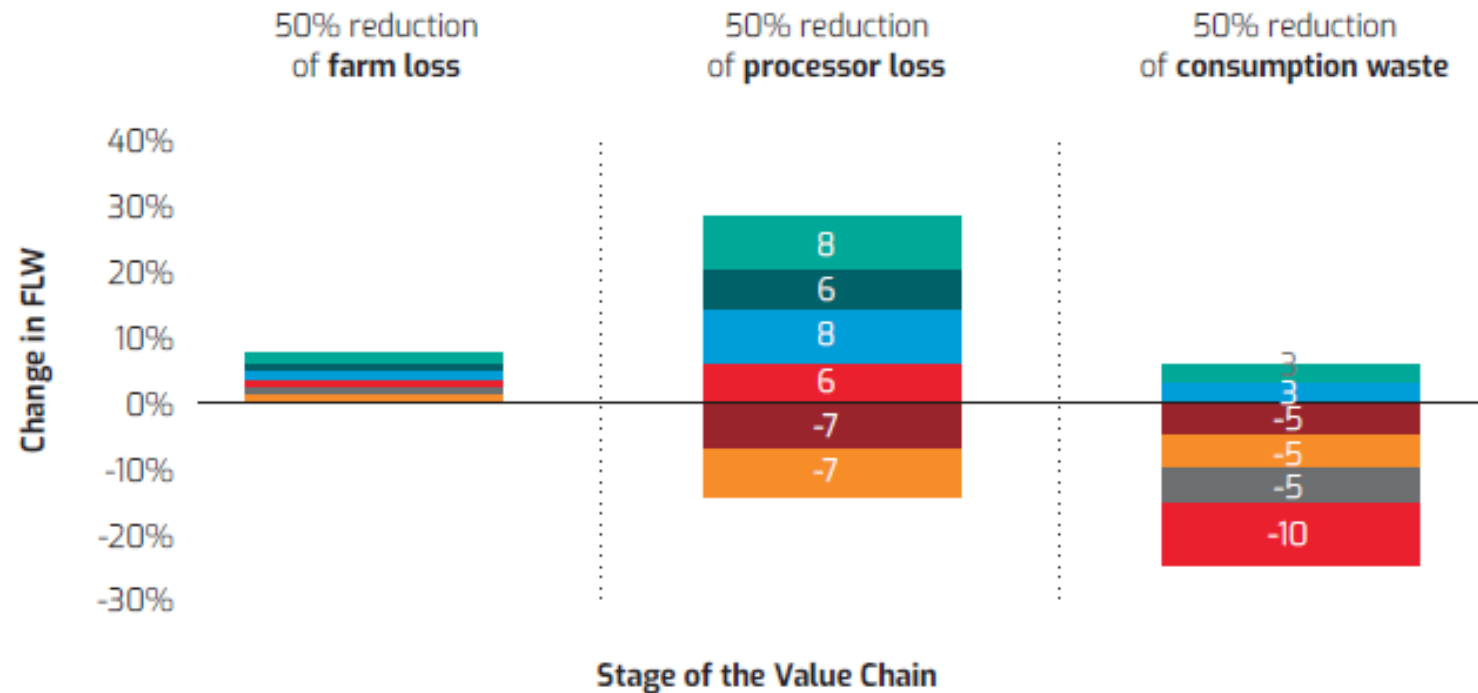 50% reduction
of farm loss
50% reduction
of processor loss
50% reduction
of consumption waste
Change in FLW
40%
30%
20%
10%
0%
-10%
-20%
-30%
8
6
8
6
-7
-7
3
3
-5
-5
-5
-10
Stage of the Value Chain